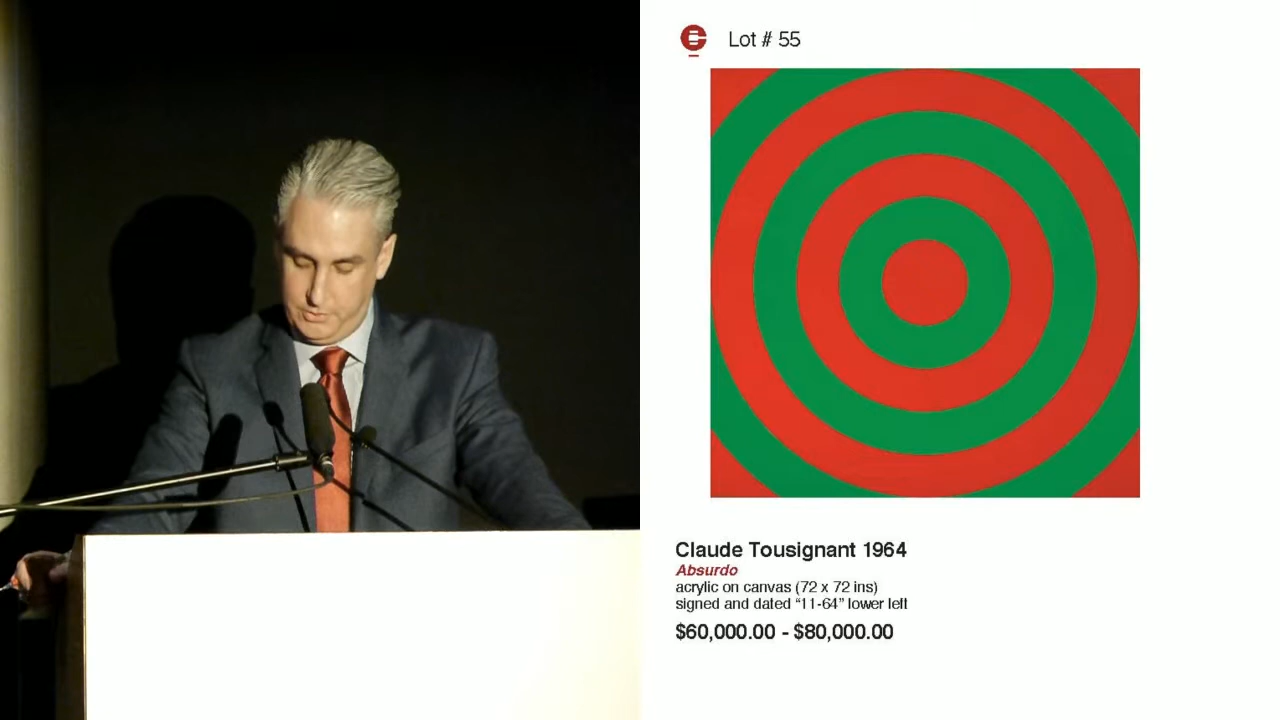 Lot # 55
Claude Tousignant 1964
Absurdo
acrylic on canvas (72 x 72 ins)
signed and dated “11-64” lower left
$60,000.00 - $80,000.00